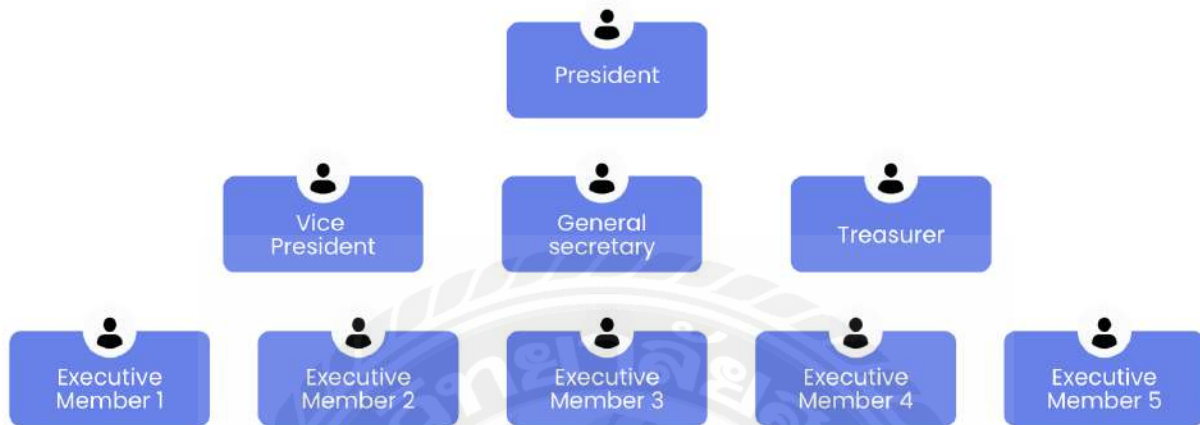 President
Vice
President
General
secretary
Treasurer
Executive
Member 1
Executive
Member 2
Executive
Member 3
Executive
Member 4
Executive
Member 5